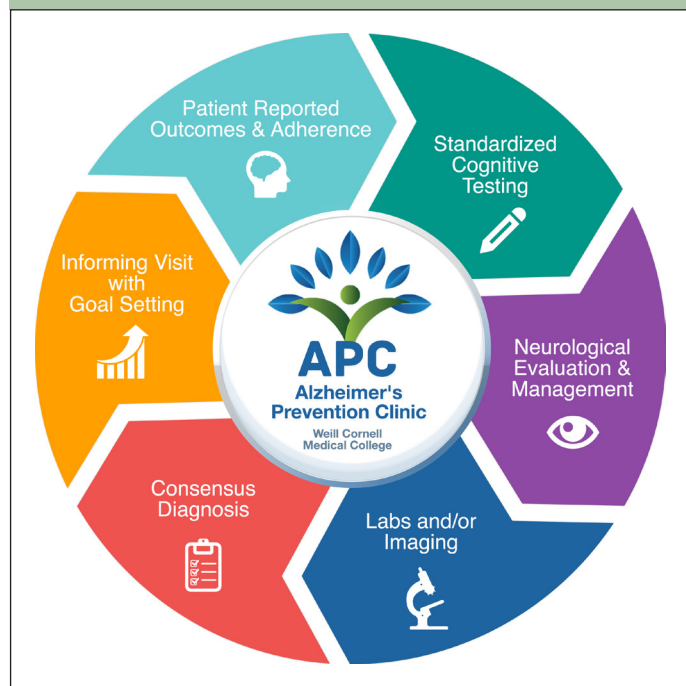 Patient Reported
Outcomes & Adherence
Standardized
Cognitive
Testing
Neurological
Evaluation &
Management
Labs and/or
Imaging
Consensus
Diagnosis
Informing Visit
with
Goal Setting
APC
Alzheimer's
Prevention Clinic
Weill Cornell
Medical College